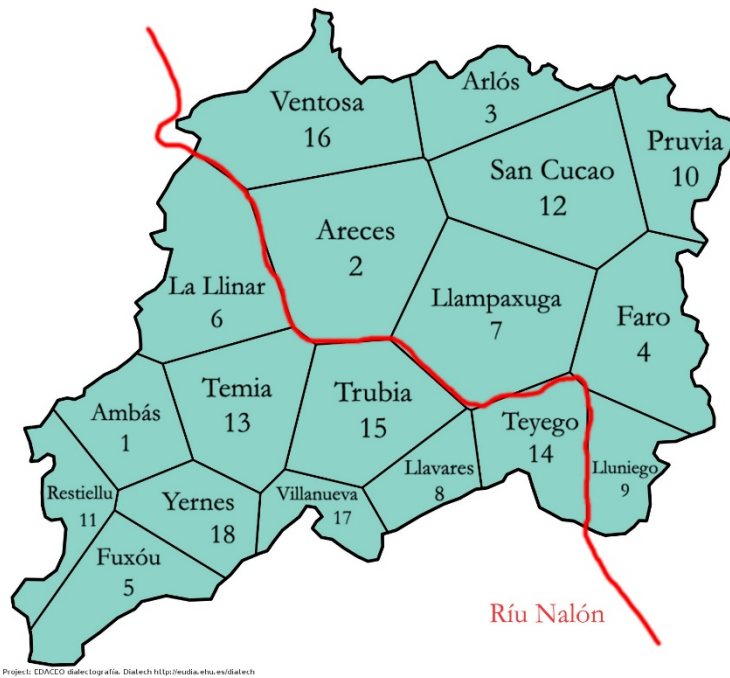 Arlós
3
Ventosa
16
Pruvia
10
San Cucao
12
Areces
2
La Llinar
6
Llampaxuga
7
Faro
4
Temia
13
Trubia
15
Ambás
1
Teyego
14
Llavares
8
Lluniego
9
Restiellu
11
Yernes
18
Villanueva
17
Fuxóu
5
Ríu Nalón
Project: EDACEO dialectografía. Diatech http://eudia.ehu.es/diatech